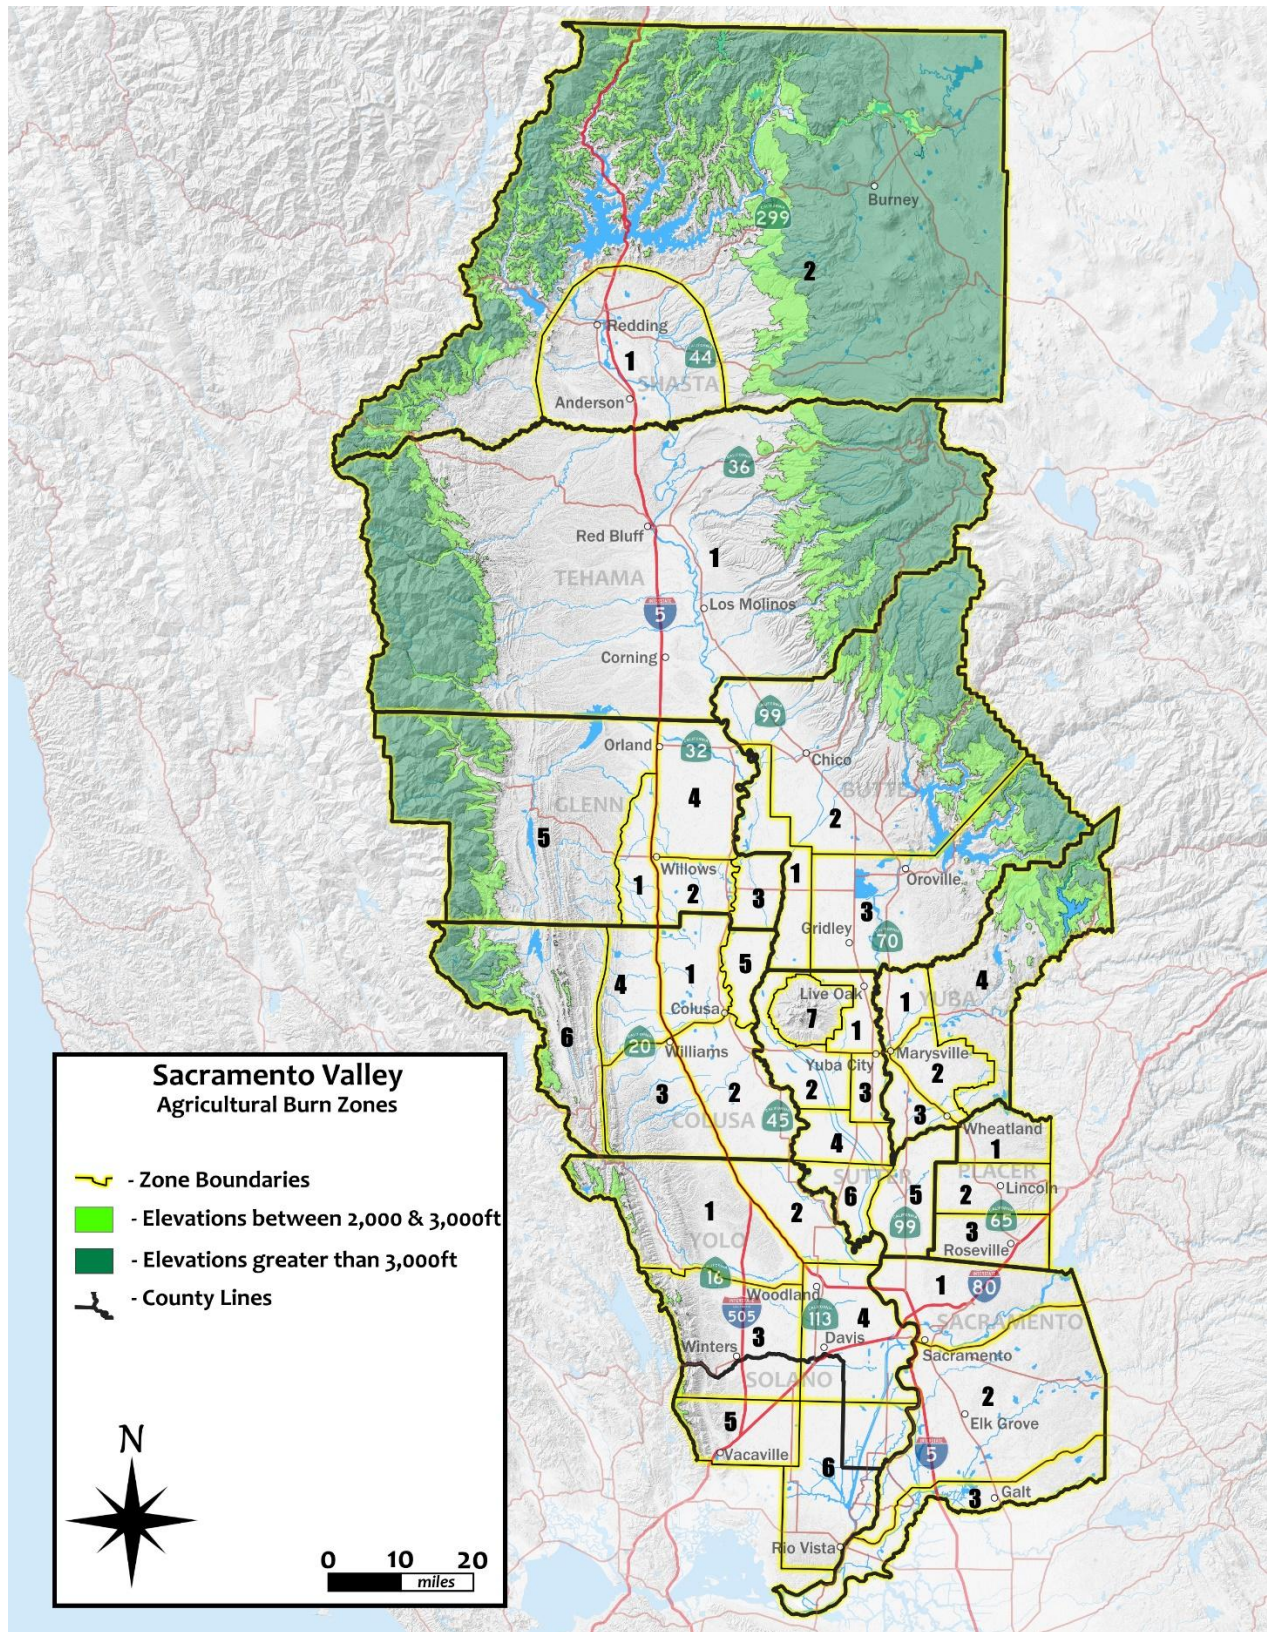 Burney
299
2
Redding
1
44
SHASTA
Anderson
36
Red Bluff
1
TEHAMA
Los Molinos
5
Corning
99
Orland
32
Chico
BUTTE
GLENN
4
2
5
Willows
1
Oroville
1
2
3
3
Gridley
70
5
4
1
4
Live Oak
1
YUBA
Colusa
7
1
6
20
Williams
Marysville
Yuba City
2
3
2
2
3
3
COLUSA
45
Wheatland
4
1
SUTTER
PLACER
6
5
2
Lincoln
1
2
99
3
65
YOLO
Roseville
16
1
80
Woodland
505
113
4
SACRAMENTO
3
Davis
Winters
Sacramento
SOLANO
2
5
Elk Grove
Vacaville
5
6
3
Galt
Rio Vista
Sacramento Valley
Agricultural Burn Zones
- Zone Boundaries
- Elevations between 2,000 & 3,000ft
- Elevations greater than 3,000ft
- County Lines
N
0 10 20
miles